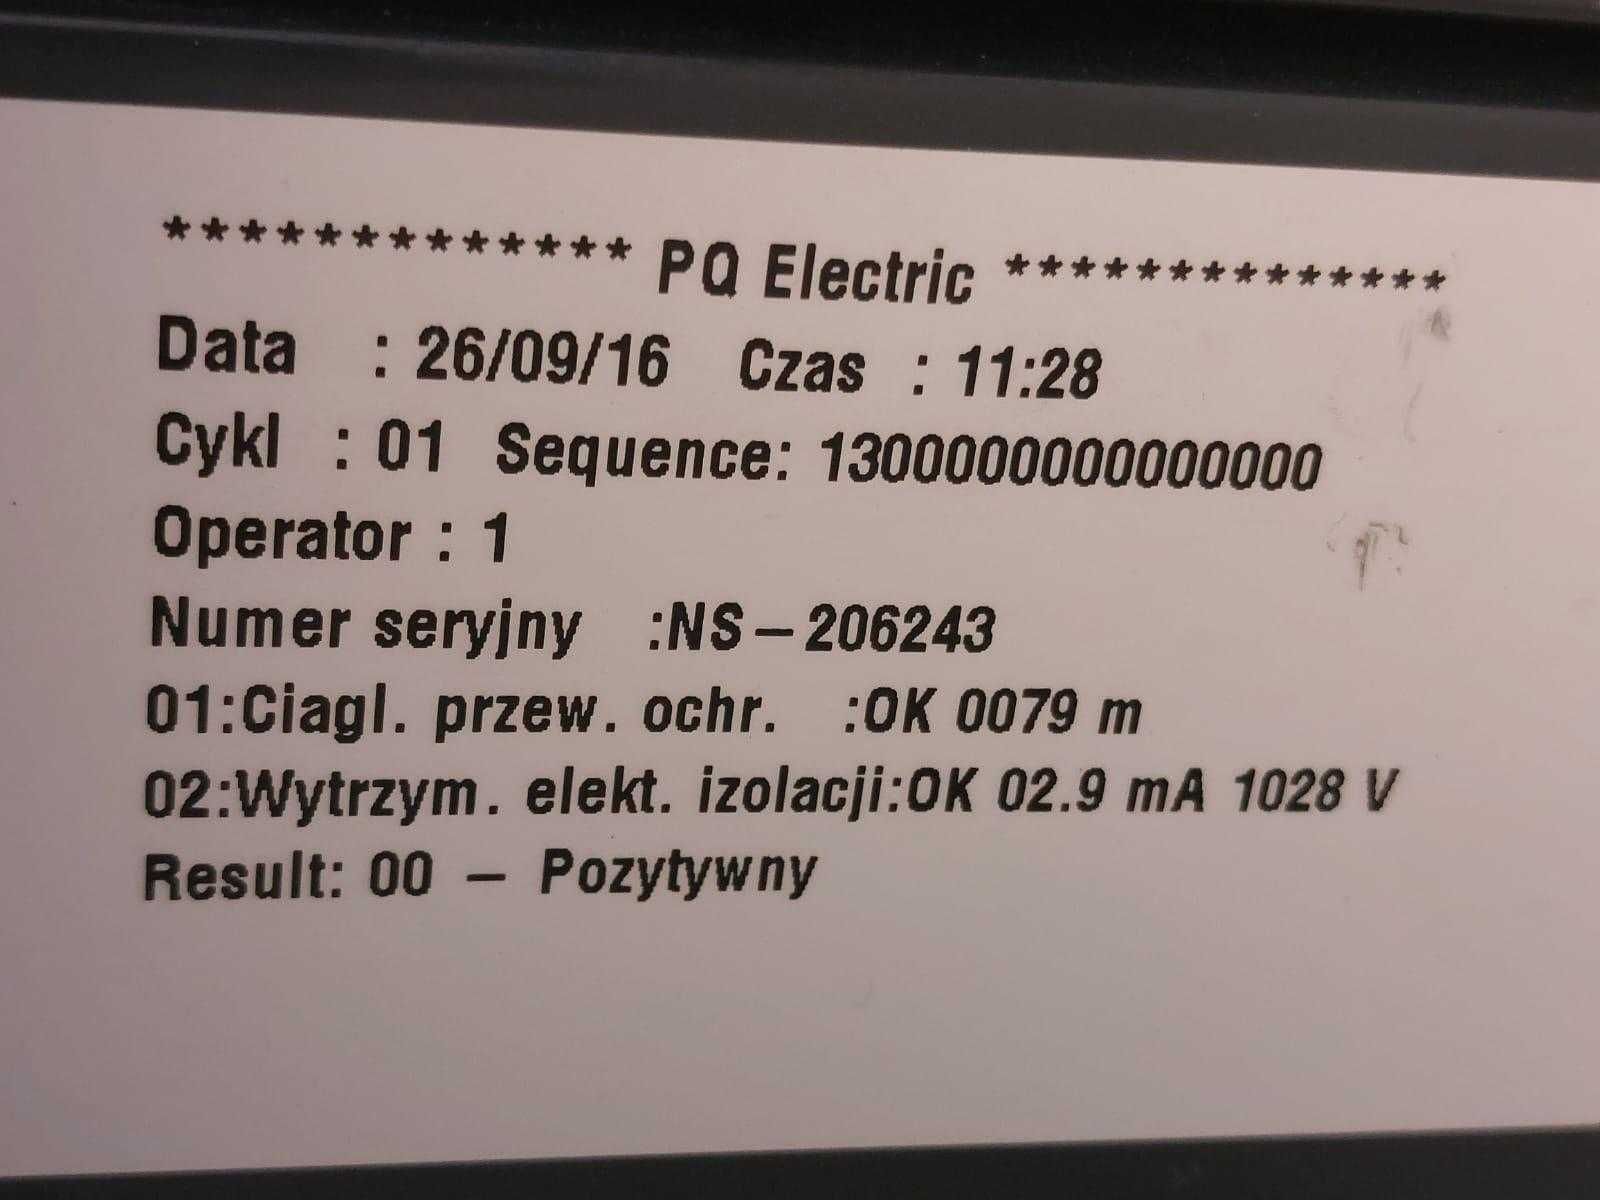 ************* PQ Electric **************
Data : 26/09/16 Czas : 11:28
Cykl : 01 Sequence: 1300000000000000
Operator : 1
Numer seryjny :NS-206243
01:Ciagl. przew. ochr. :OK 0079 m
02:Wytrzym. elekt. izolacji:OK 02.9 mA 1028 V
Result: 00 - Pozytywny